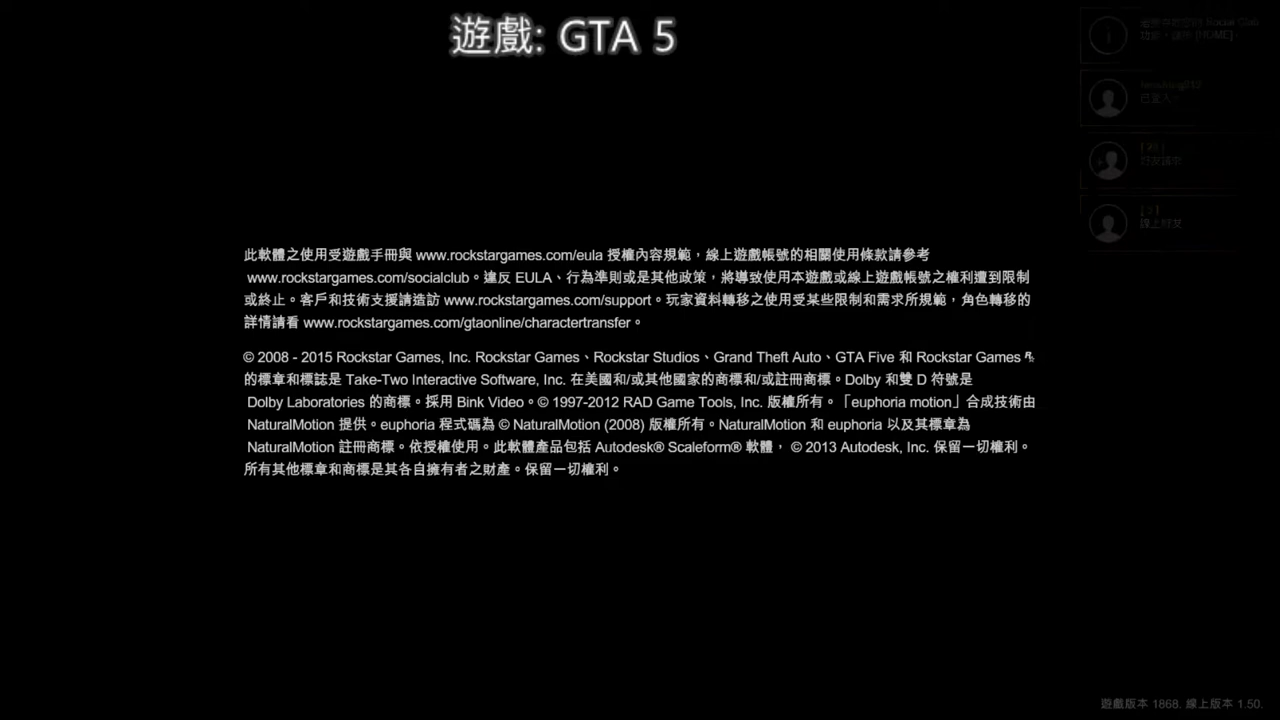 遊戲: GTA 5
Social Club
[HOME]
已登入。
好友請求
線上好友
此軟體之使用受遊戲手冊與 www.rockstargames.com/eula 授權內容規範，線上遊戲帳號的相關使用條款請參考
www.rockstargames.com/socialclub。違反 EULA、行為準則或是其他政策，將導致使用本遊戲或線上遊戲帳號之權利遭到限制
或終止。客戶和技術支援請造訪 www.rockstargames.com/support。玩家資料轉移之使用受某些限制和需求所規範，角色轉移的
詳情請看 www.rockstargames.com/gtaonline/charactertransfer。
© 2008 - 2015 Rockstar Games, Inc. Rockstar Games、Rockstar Studios、Grand Theft Auto、GTA Five 和 Rockstar Games
的標章和標誌是 Take-Two Interactive Software, Inc. 在美國和/或其他國家的商標和/或註冊商標。Dolby 和雙 D 符號是
Dolby Laboratories 的商標。採用 Bink Video。© 1997-2012 RAD Game Tools, Inc. 版權所有。「euphoria motion」合成技術由
NaturalMotion 提供。euphoria 程式碼為 © NaturalMotion (2008) 版權所有。NaturalMotion 和 euphoria 以及其標章為
NaturalMotion 註冊商標。依授權使用。此軟體產品包括 Autodesk® Scaleform® 軟體， © 2013 Autodesk, Inc. 保留一切權利。
所有其他標章和商標是其各自擁有者之財產。保留一切權利。
遊戲版本 1868. 線上版本 1.50.